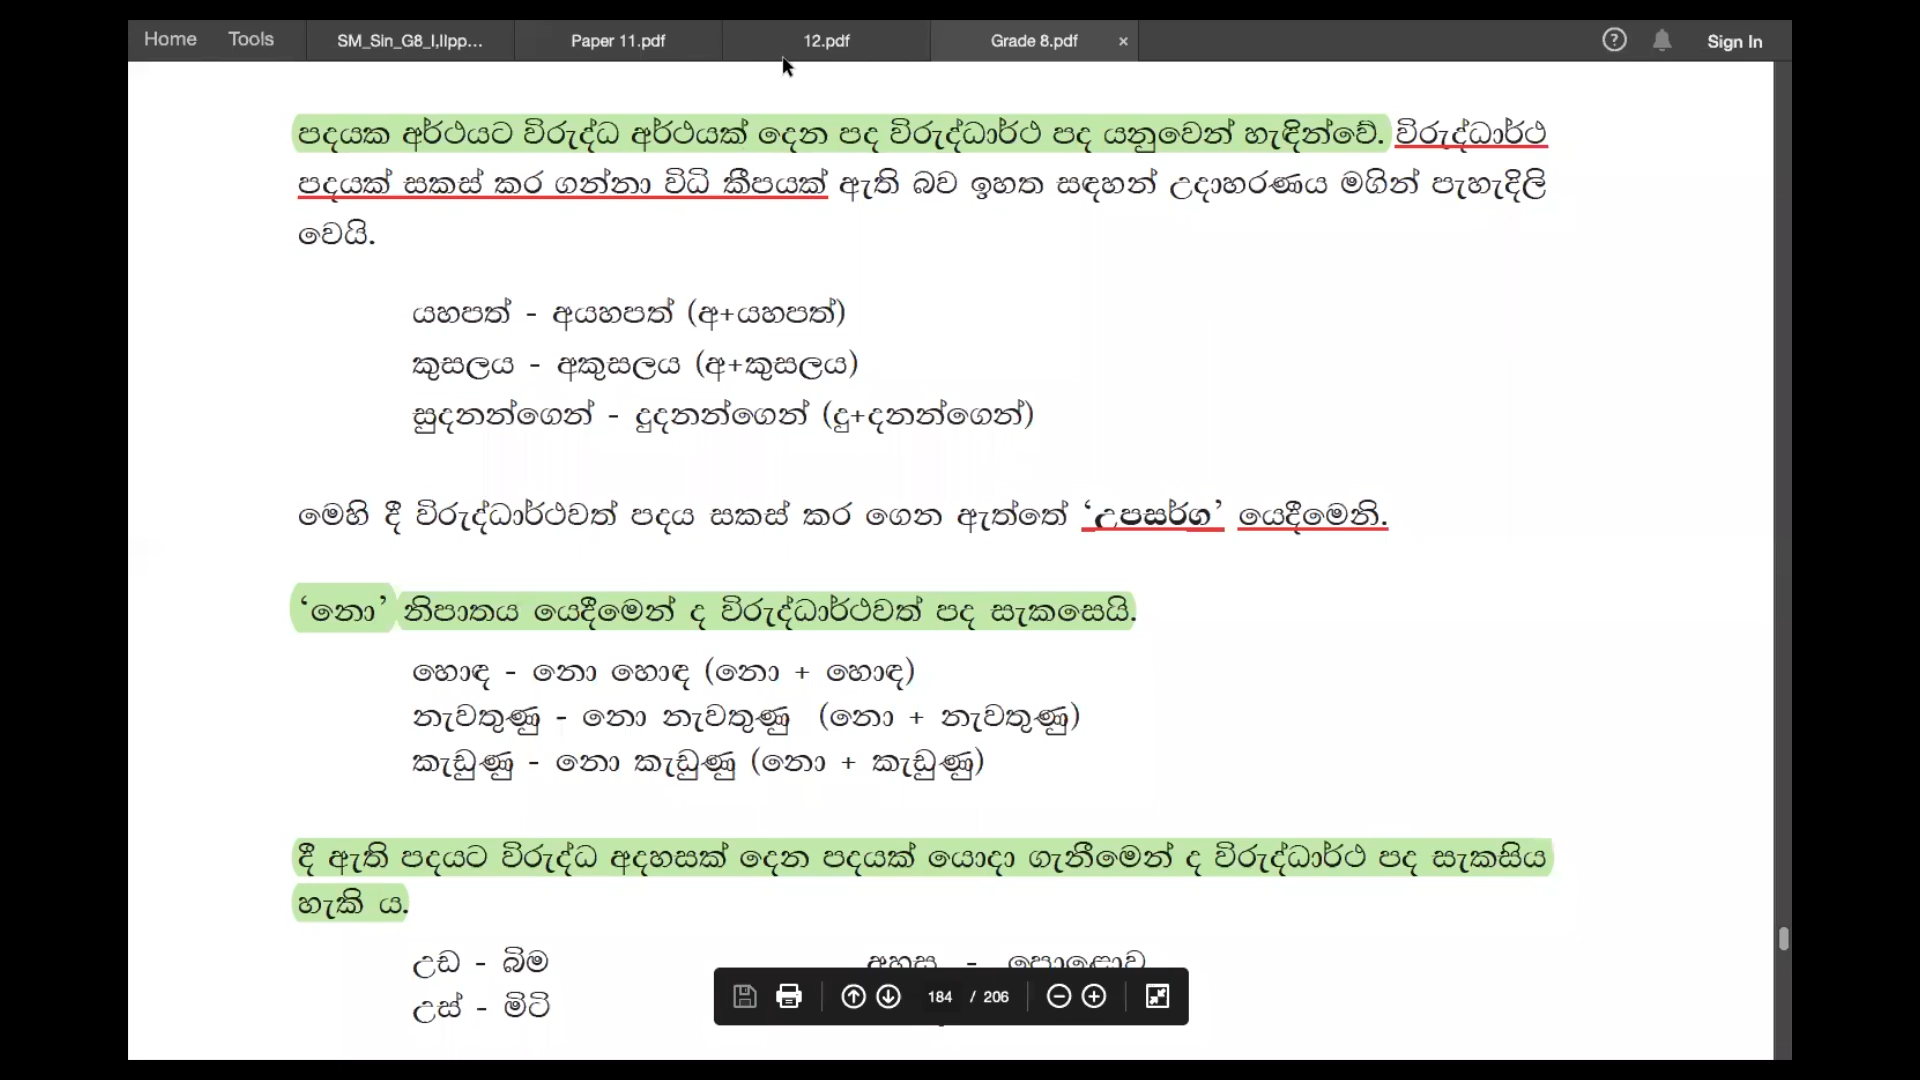 Home Tools SM_Sin_G8_I,IIpp... Paper 11.pdf 12.pdf Grade 8.pdf × ? Sign In
පදයක අර්ථයට විරුද්ධ අර්ථයක් දෙන පද විරුද්ධාර්ථ පද යනුවෙන් හැඳින්වේ. විරුද්ධාර්ථ
පදයක් සකස් කර ගන්නා විධි කීපයක් ඇති බව ඉහත සඳහන් උදාහරණය මගින් පැහැදිලි
වෙයි.
යහපත් - අයහපත් (අ+යහපත්)
කුසලය - අකුසලය (අ+කුසලය)
සුදනන්ගෙන් - දුදනන්ගෙන් (දු+දනන්ගෙන්)
මෙහි දී විරුද්ධාර්ථවත් පදය සකස් කර ගෙන ඇත්තේ ‘උපසර්ග’ යෙදීමෙනි.
‘නො’ නිපාතය යෙදීමෙන් ද විරුද්ධාර්ථවත් පද සැකසෙයි.
හොඳ - නො හොඳ (නො + හොඳ)
නැවතුණු - නො නැවතුණු (නො + නැවතුණු)
කැඩුණු - නො කැඩුණු (නො + කැඩුණු)
දී ඇති පදයට විරුද්ධ අදහසක් දෙන පදයක් යොදා ගැනීමෙන් ද විරුද්ධාර්ථ පද සැකසිය
හැකි ය.
උඩ - බිම අහස - පොළොව
උස් - මිටි
184 / 206